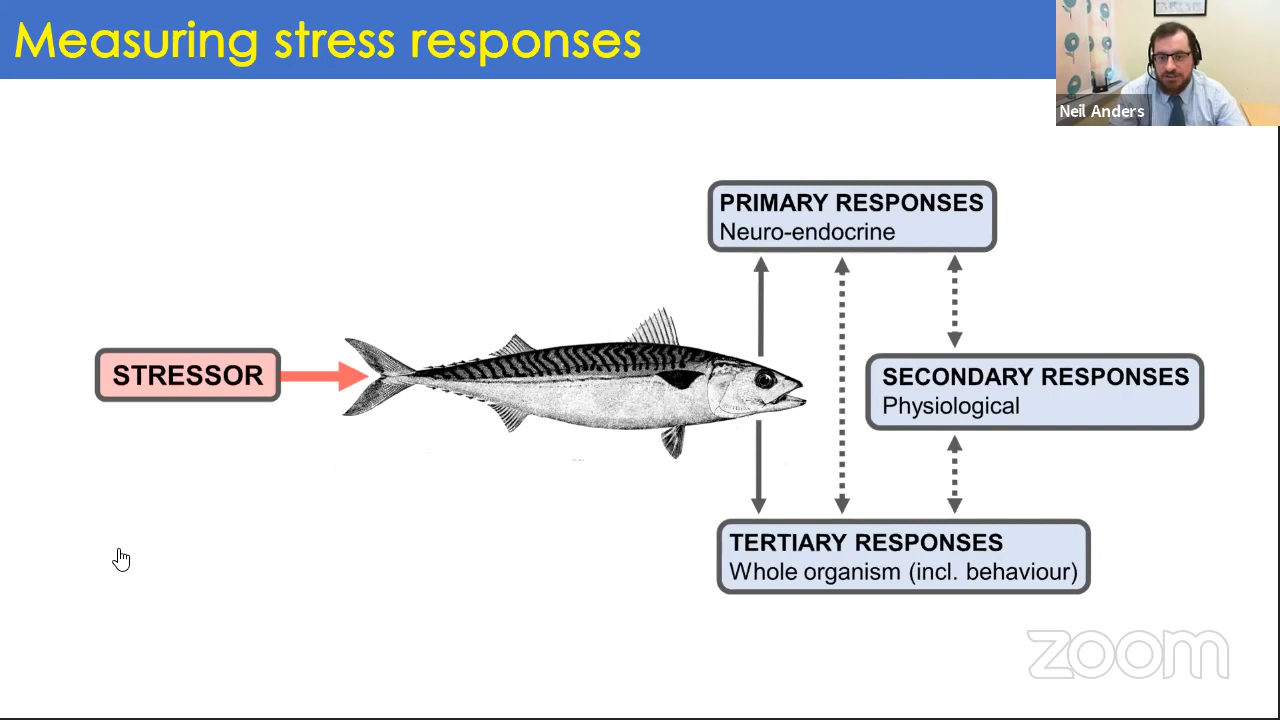 Measuring stress responses
Neil Anders
PRIMARY RESPONSES
Neuro-endocrine
STRESSOR
SECONDARY RESPONSES
Physiological
TERTIARY RESPONSES
Whole organism (incl. behaviour)
zoom